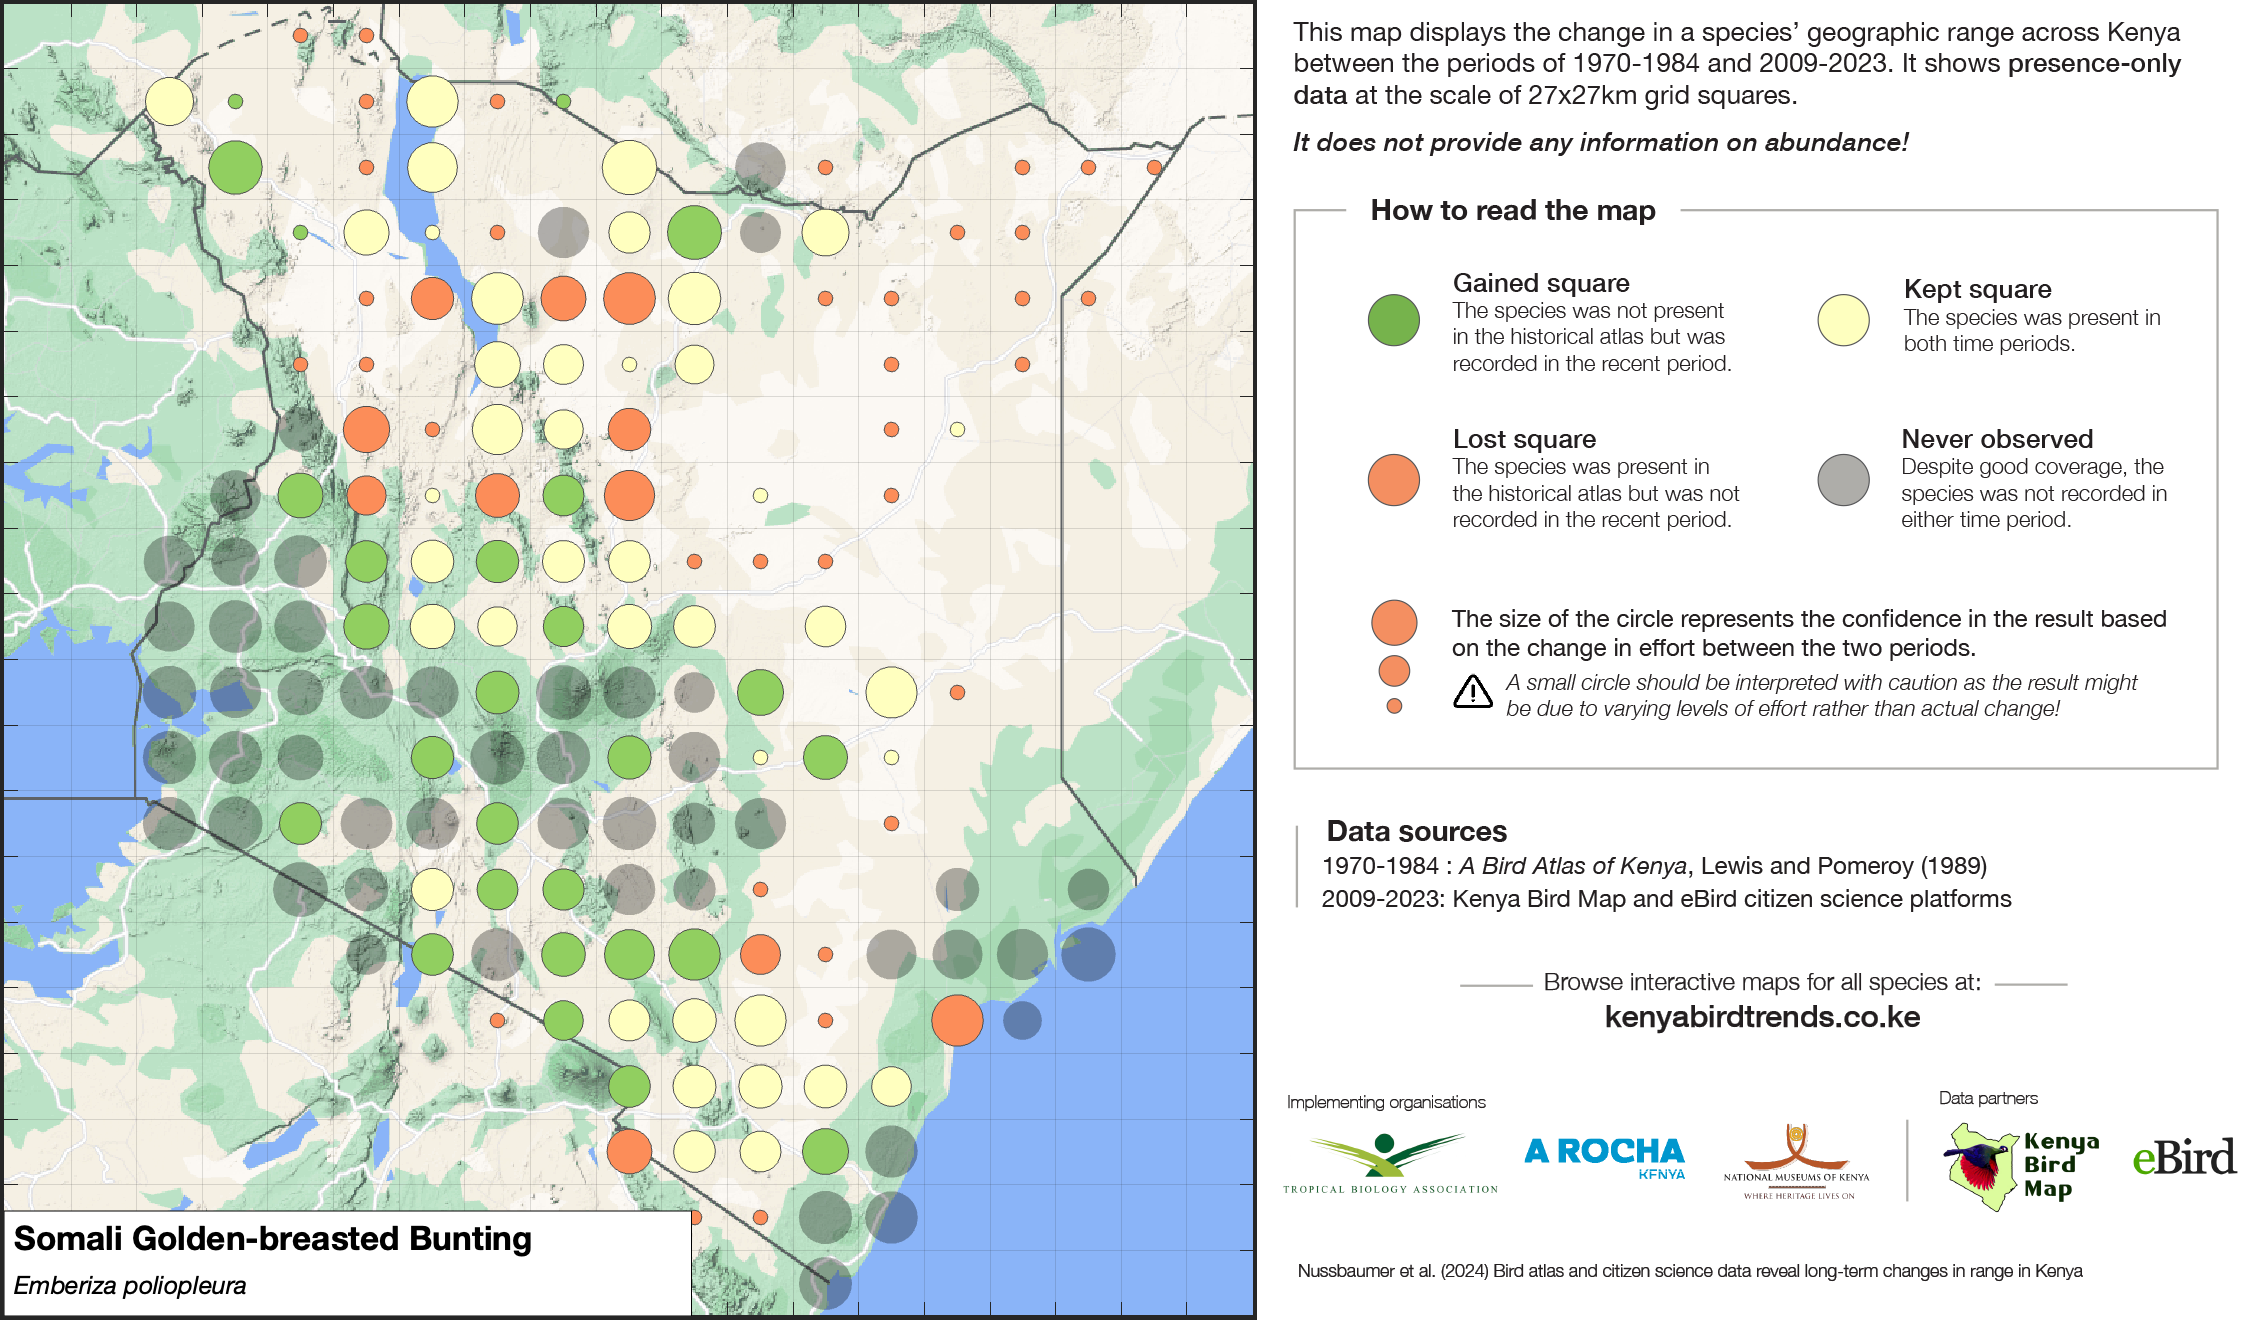 This map displays the change in a species’ geographic range across Kenya
between the periods of 1970-1984 and 2009-2023. It shows presence-only
data at the scale of 27x27km grid squares.
It does not provide any information on abundance!
How to read the map
Gained square
The species was not present
in the historical atlas but was
recorded in the recent period.
Kept square
The species was present in
both time periods.
Lost square
The species was present in
the historical atlas but was not
recorded in the recent period.
Never observed
Despite good coverage, the
species was not recorded in
either time period.
The size of the circle represents the confidence in the result based
on the change in effort between the two periods.
A small circle should be interpreted with caution as the result might
be due to varying levels of effort rather than actual change!
Data sources
1970-1984 : A Bird Atlas of Kenya, Lewis and Pomeroy (1989)
2009-2023: Kenya Bird Map and eBird citizen science platforms
Browse interactive maps for all species at:
kenyabirdtrends.co.ke
Implementing organisations
Data partners
TROPICAL BIOLOGY ASSOCIATION
A ROCHA
KENYA
NATIONAL MUSEUMS OF KENYA
WHERE HERITAGE LIVES ON
Kenya
Bird
Map
eBird
Nussbaumer et al. (2024) Bird atlas and citizen science data reveal long-term changes in range in Kenya
Somali Golden-breasted Bunting
Emberiza poliopleura